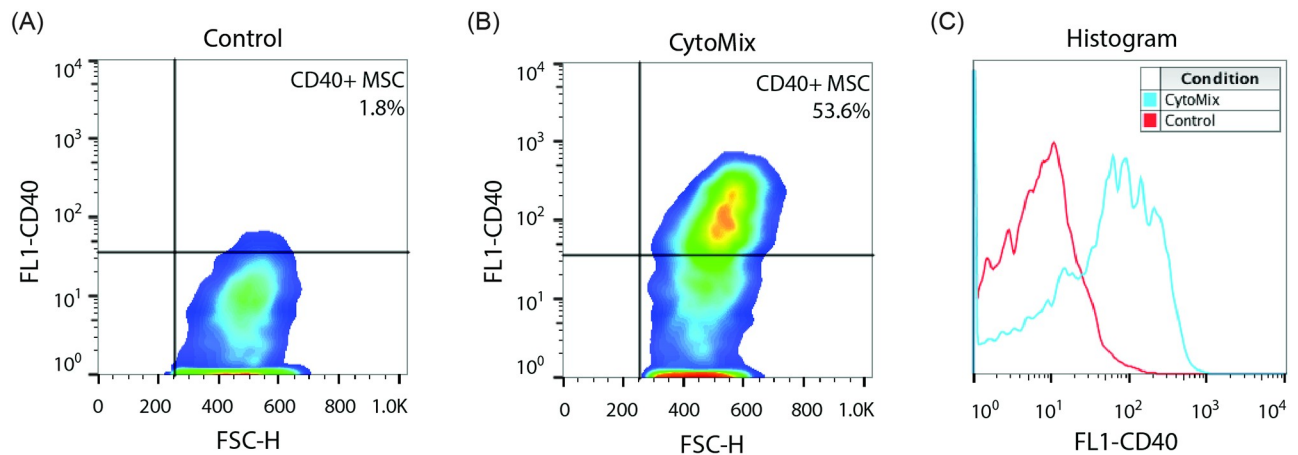 (A)
Control
CD40+ MSC
1.8%
10⁴
10³
10²
10¹
10⁰
FL1-CD40
0 200 400 600 800 1.0K
FSC-H
(B)
CytoMix
CD40+ MSC
53.6%
10⁴
10³
10²
10¹
10⁰
FL1-CD40
0 200 400 600 800 1.0K
FSC-H
(C)
Histogram
Condition
CytoMix
Control
10⁰ 10¹ 10² 10³ 10⁴
FL1-CD40